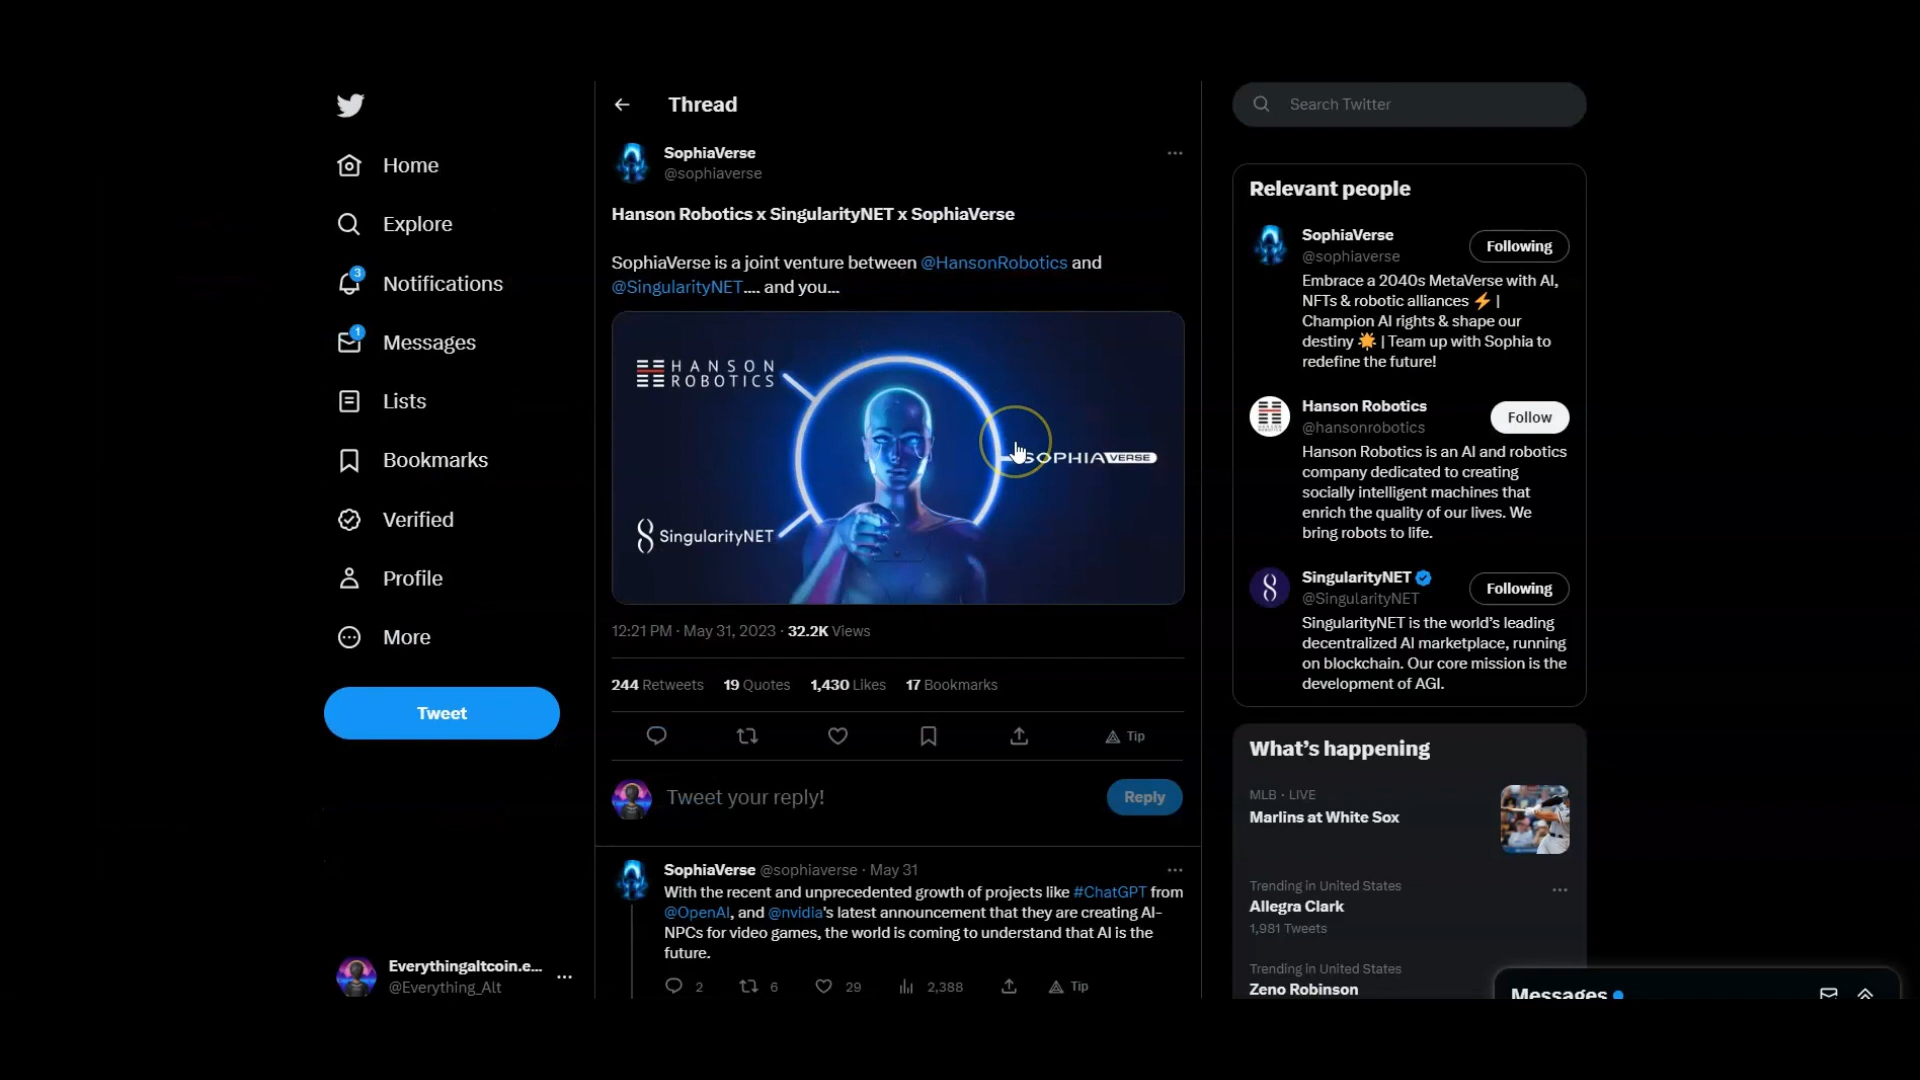 Home
Explore
3
Notifications
1
Messages
Lists
Bookmarks
Verified
Profile
More
Tweet
Everythingaltcoin.e...
@Everything_Alt
Thread
SophiaVerse
@sophiaverse
Hanson Robotics x SingularityNET x SophiaVerse
SophiaVerse is a joint venture between @HansonRobotics and
@SingularityNET.... and you...
HANSON
ROBOTICS
SOPHIAVERSE
SingularityNET
12:21 PM · May 31, 2023 · 32.2K Views
244 Retweets 19 Quotes 1,430 Likes 17 Bookmarks
Tip
Tweet your reply!
Reply
SophiaVerse @sophiaverse · May 31
With the recent and unprecedented growth of projects like #ChatGPT from
@OpenAI, and @nvidia's latest announcement that they are creating AI-
NPCs for video games, the world is coming to understand that AI is the
future.
2 6 29 2,388 Tip
Search Twitter
Relevant people
SophiaVerse
@sophiaverse
Following
Embrace a 2040s MetaVerse with AI,
NFTs & robotic alliances ⚡ |
Champion AI rights & shape our
destiny 🌟 | Team up with Sophia to
redefine the future!
Hanson Robotics
@hansonrobotics
Follow
Hanson Robotics is an AI and robotics
company dedicated to creating
socially intelligent machines that
enrich the quality of our lives. We
bring robots to life.
SingularityNET
@SingularityNET
Following
SingularityNET is the world's leading
decentralized AI marketplace, running
on blockchain. Our core mission is the
development of AGI.
What's happening
MLB · LIVE
Marlins at White Sox
Trending in United States
Allegra Clark
1,981 Tweets
Trending in United States
Zeno Robinson
Messages